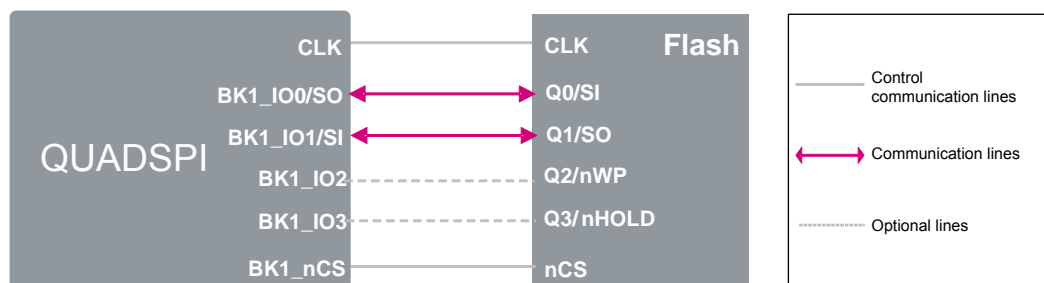 QUADSPI
CLK
BK1_IO0/SO
BK1_IO1/SI
BK1_IO2
BK1_IO3
BK1_nCS
Flash
CLK
Q0/SI
Q1/SO
Q2/nWP
Q3/nHOLD
nCS
Control
communication lines
Communication lines
Optional lines